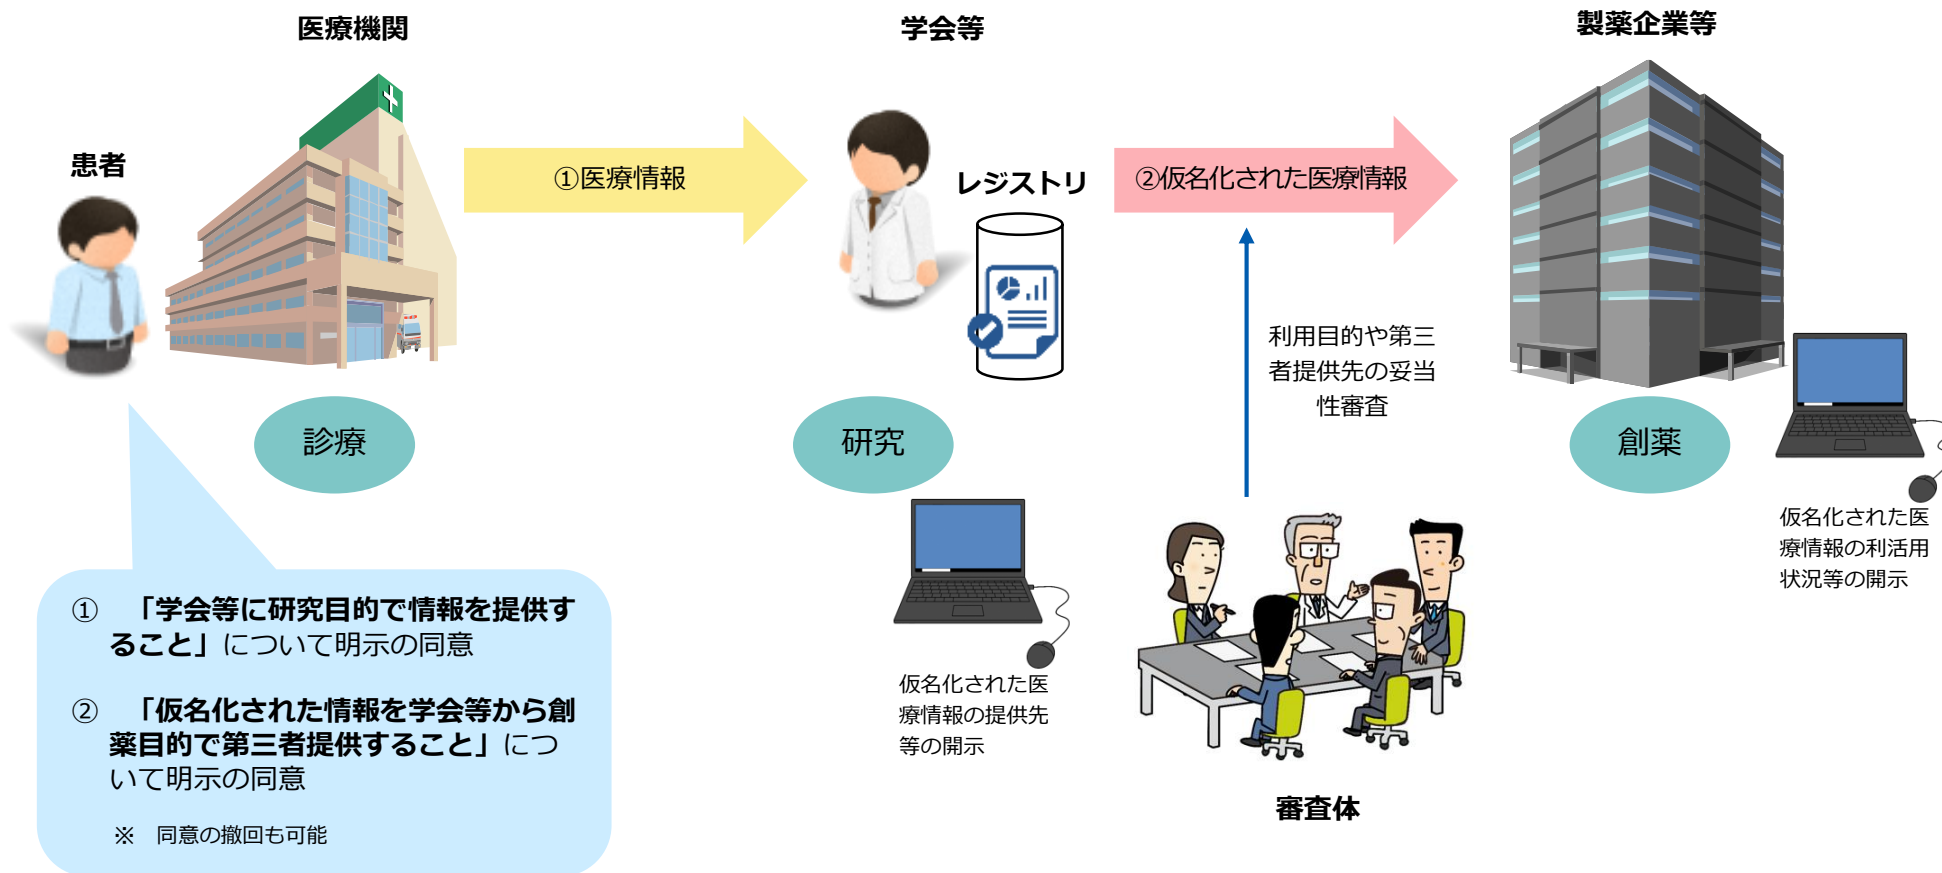 医療機関
学会等
製薬企業等
患者
①医療情報
レジストリ
②仮名化された医療情報
利用目的や第三
者提供先の妥当
性審査
診療
研究
創薬
仮名化された医
療情報の利活用
状況等の開示
① 「学会等に研究目的で情報を提供す
ること」について明示の同意
② 「仮名化された情報を学会等から創
薬目的で第三者提供すること」につ
いて明示の同意
※ 同意の撤回も可能
仮名化された医
療情報の提供先
等の開示
審査体